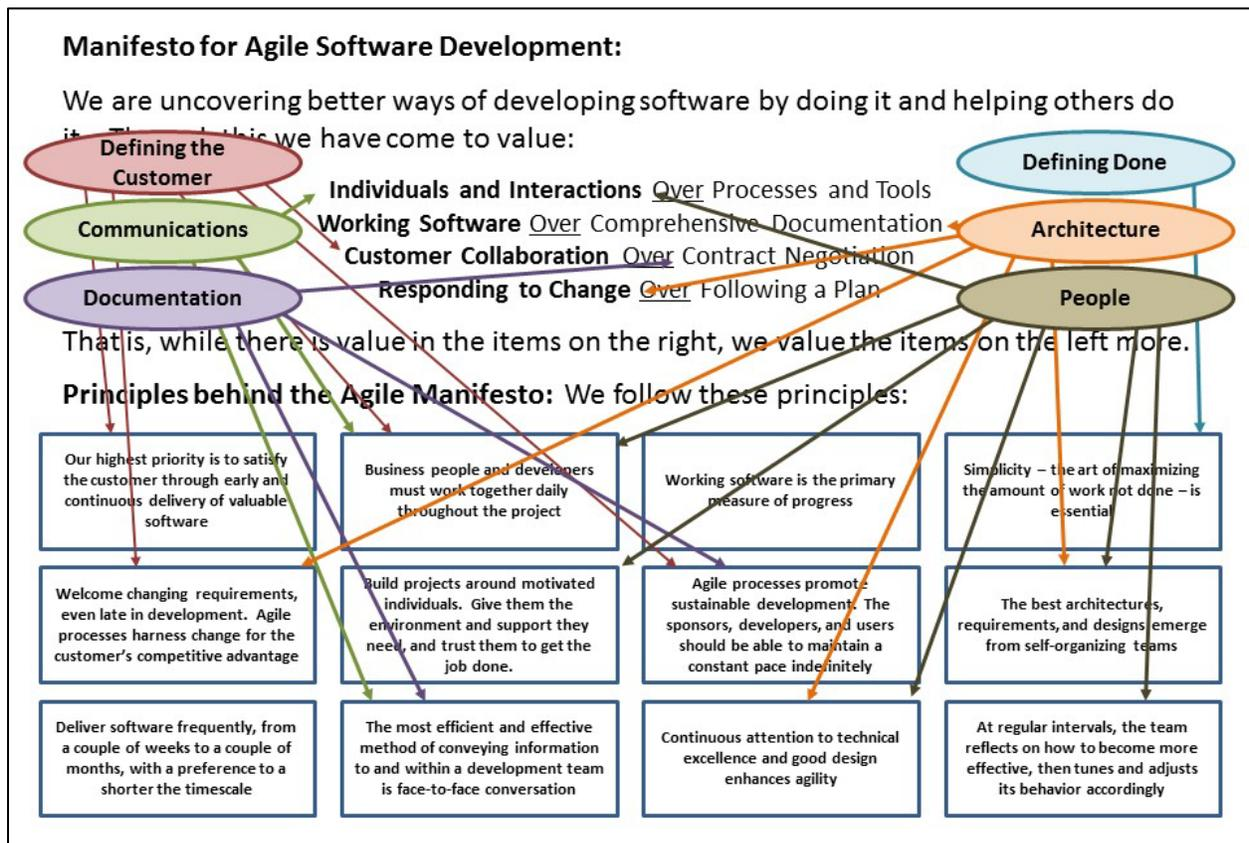 Manifesto for Agile Software Development:
We are uncovering better ways of developing software by doing it and helping others do
this we have come to value:
Defining the
Customer
Communications
Documentation
Defining Done
Architecture
People
Individuals and Interactions Over Processes and Tools
Working Software Over Comprehensive Documentation
Customer Collaboration Over Contract Negotiation
Responding to Change Over Following a Plan
That is, while there is value in the items on the right, we value the items on the left more.
Principles behind the Agile Manifesto: We follow these principles:
Our highest priority is to satisfy
the customer through early and
continuous delivery of valuable
software
Business people and developers
must work together daily
throughout the project
Working software is the primary
measure of progress
Simplicity – the art of maximizing
the amount of work not done – is
essential
Welcome changing requirements,
even late in development. Agile
processes harness change for the
customer's competitive advantage
Build projects around motivated
individuals. Give them the
environment and support they
need, and trust them to get the
job done.
Agile processes promote
sustainable development. The
sponsors, developers, and users
should be able to maintain a
constant pace indefinitely
The best architectures,
requirements, and designs emerge
from self-organizing teams
Deliver software frequently, from
a couple of weeks to a couple of
months, with a preference to a
shorter the timescale
The most efficient and effective
method of conveying information
to and within a development team
is face-to-face conversation
Continuous attention to technical
excellence and good design
enhances agility
At regular intervals, the team
reflects on how to become more
effective, then tunes and adjusts
its behavior accordingly